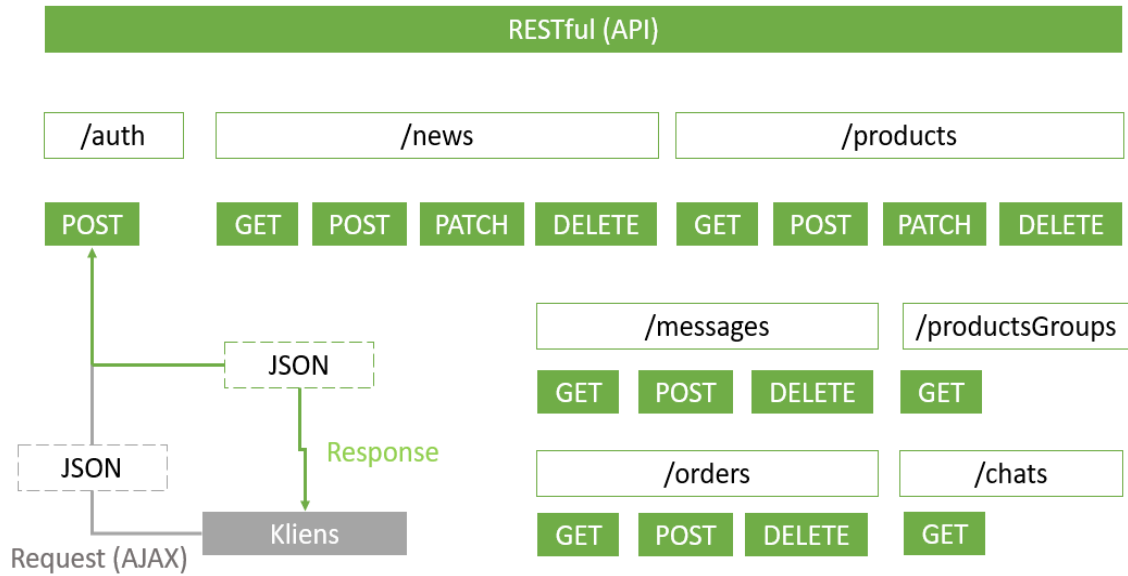 RESTful (API)
/auth
/news
/products
POST
GET
POST
PATCH
DELETE
GET
POST
PATCH
DELETE
/messages
/productsGroups
JSON
GET
POST
DELETE
GET
Response
JSON
/orders
/chats
Kliens
GET
POST
DELETE
GET
Request (AJAX)